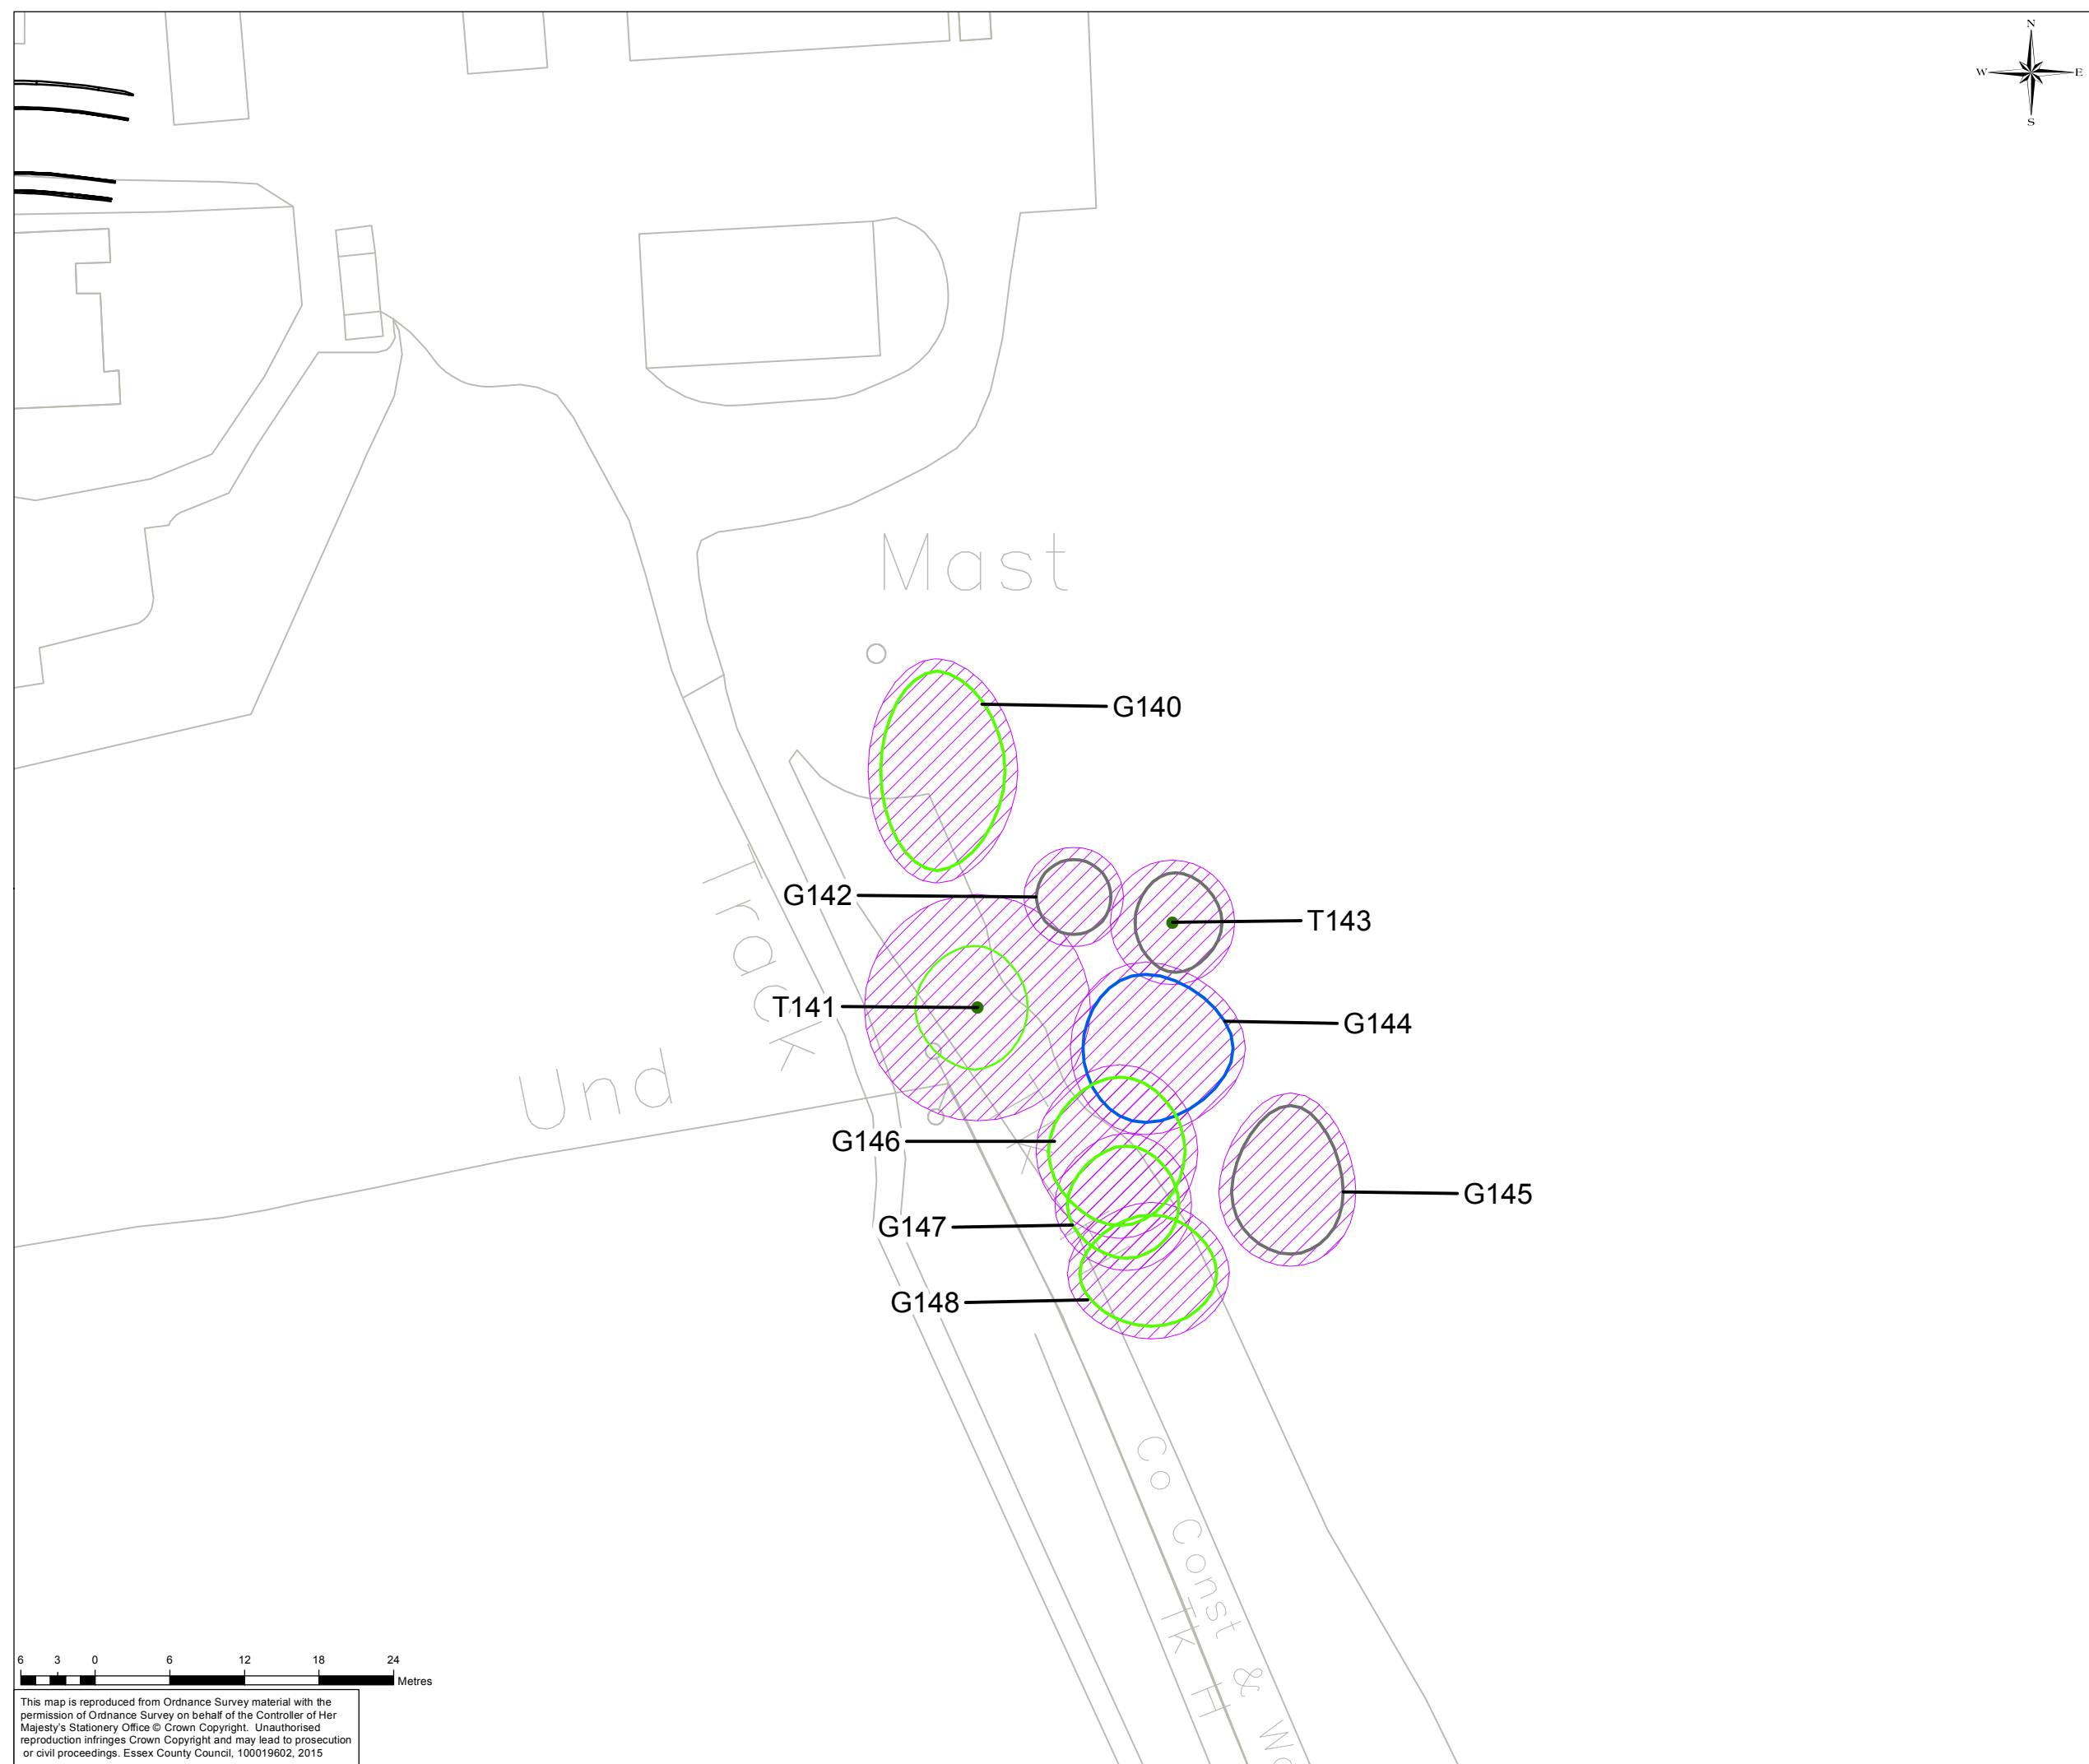 N
W E
S
Mast
G140
G142
T143
Track
T141
G144
Und
G146
G145
G147
G148
Co Const &
Tk H
6 3 0 6 12 18 24
Metres
This map is reproduced from Ordnance Survey material with the
permission of Ordnance Survey on behalf of the Controller of Her
Majesty's Stationery Office © Crown Copyright. Unauthorised
reproduction infringes Crown Copyright and may lead to prosecution
or civil proceedings. Essex County Council, 100019602, 2015